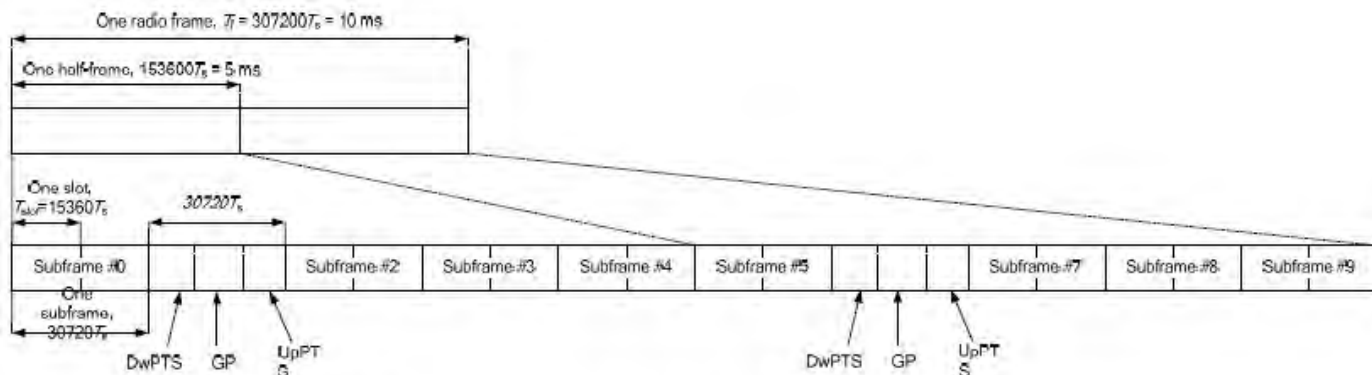 One radio frame, Tf = 307200Ts = 10 ms
One half-frame, 153600Ts = 5 ms
One slot,
Tslot=15360Ts
30720Ts
Subframe #0
Subframe #2
Subframe #3
Subframe #4
Subframe #5
Subframe #7
Subframe #8
Subframe #9
One
subframe,
30720Ts
DwPTS
GP
UpPT
S
DwPTS
GP
UpPT
S